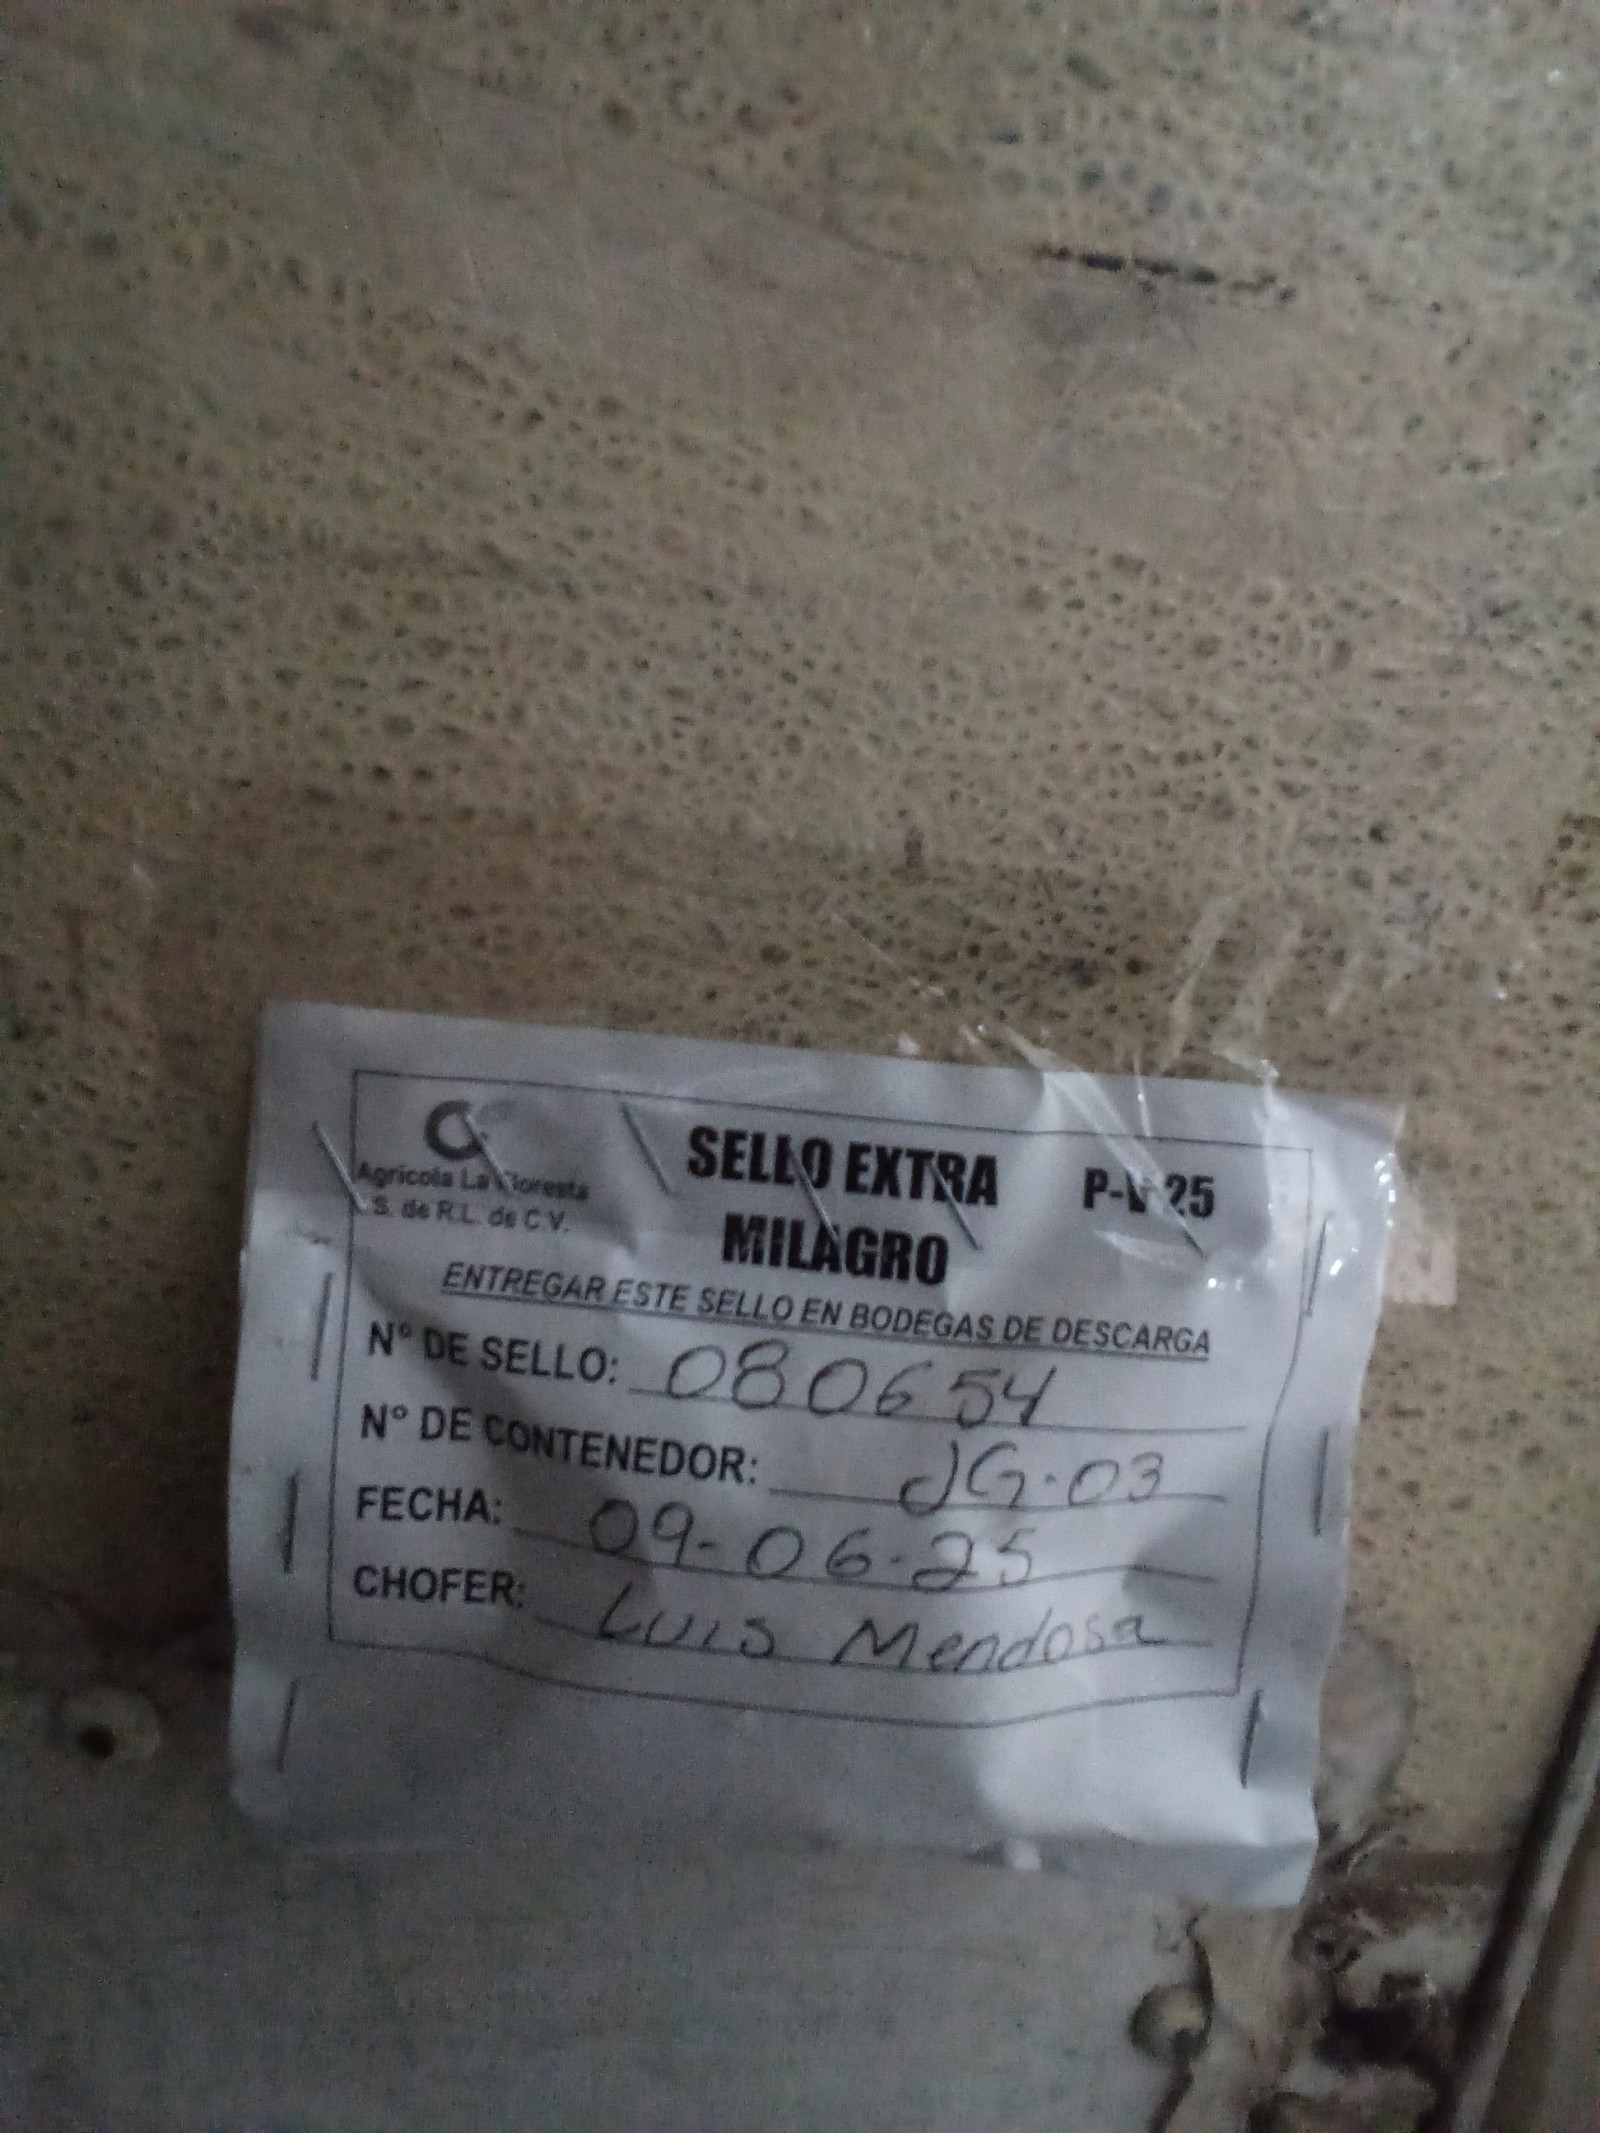 Agrícola La Floresta
S. de R.L. de C.V.
SELLO EXTRA P-V 25
MILAGRO
ENTREGAR ESTE SELLO EN BODEGAS DE DESCARGA
N° DE SELLO: 080654
N° DE CONTENEDOR: JG-03
FECHA: 09-06-25
CHOFER: Luis Mendosa